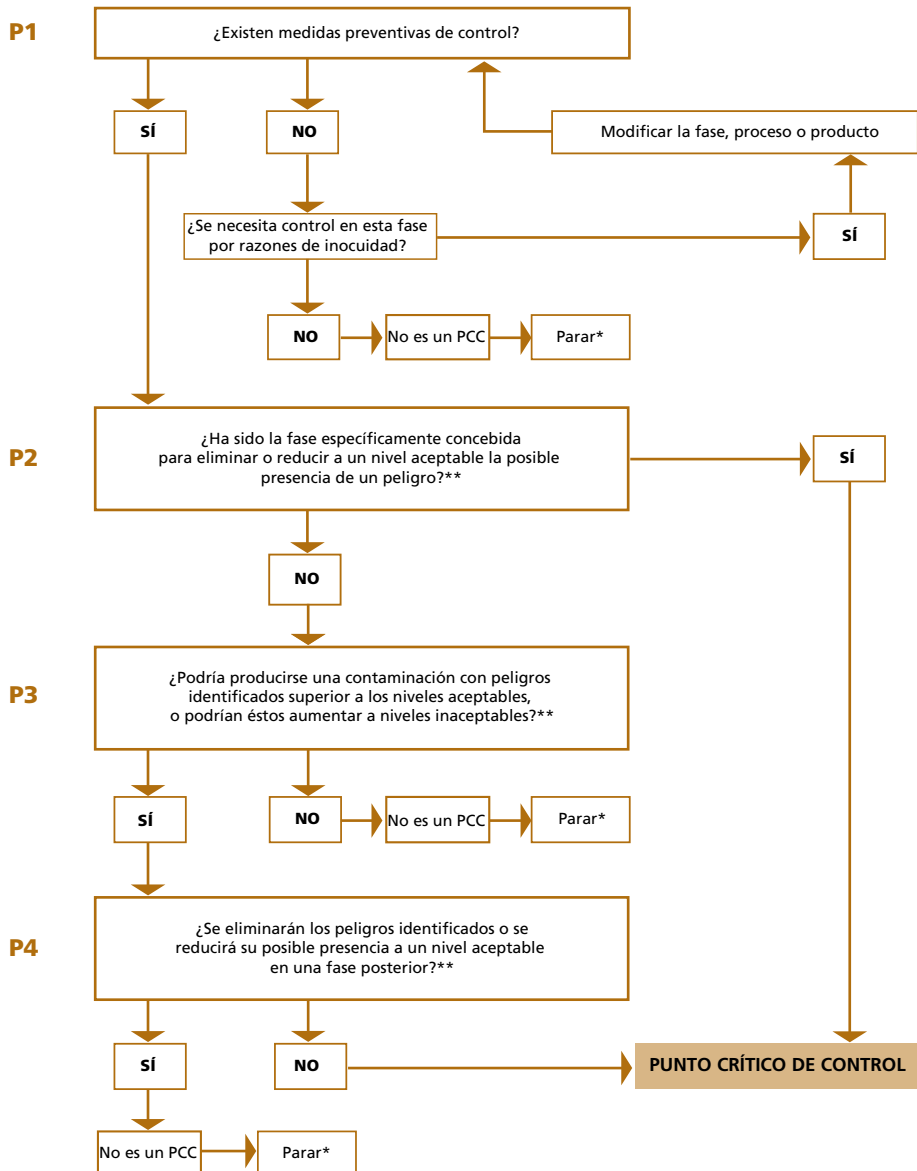 P1
¿Existen medidas preventivas de control?
SÍ
NO
Modificar la fase, proceso o producto
¿Se necesita control en esta fase
por razones de inocuidad?
SÍ
NO
No es un PCC
Parar*
P2
¿Ha sido la fase específicamente concebida
para eliminar o reducir a un nivel aceptable la posible
presencia de un peligro?**
SÍ
NO
P3
¿Podría producirse una contaminación con peligros
identificados superior a los niveles aceptables,
o podrían éstos aumentar a niveles inaceptables?**
SÍ
NO
No es un PCC
Parar*
P4
¿Se eliminarán los peligros identificados o se
reducirá su posible presencia a un nivel aceptable
en una fase posterior?**
SÍ
NO
PUNTO CRÍTICO DE CONTROL
No es un PCC
Parar*